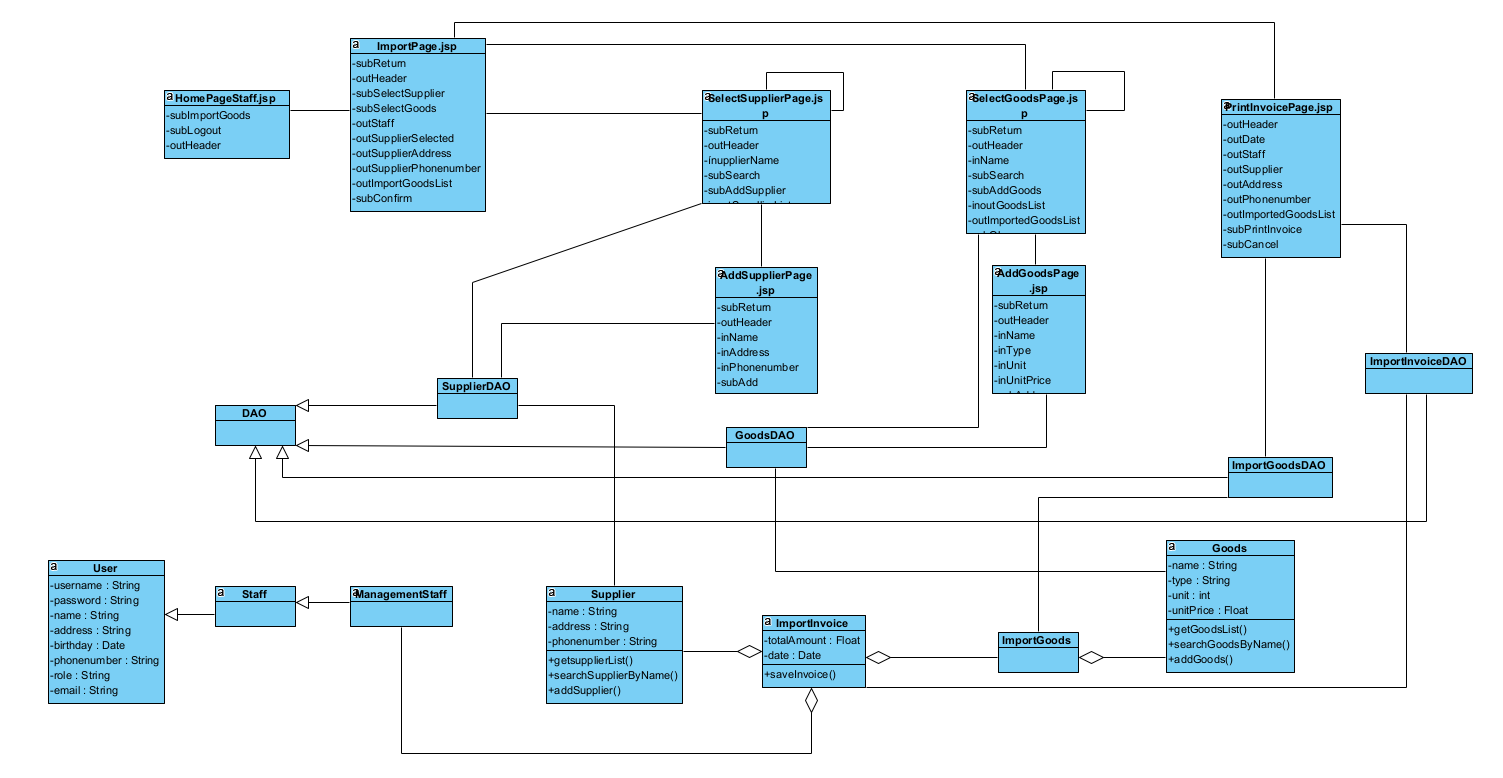 HomePageStaff.jsp
-subImportGoods
-subLogout
-outHeader
ImportPage.jsp
-subReturn
-outHeader
-subSelectSupplier
-subSelectGoods
-outStaff
-outSupplierSelected
-outSupplierAddress
-outSupplierPhonenumber
-outImportGoodsList
-subConfirm
SelectSupplierPage.js
p
-subReturn
-outHeader
-inupplierName
-subSearch
-subAddSupplier
SelectGoodsPage.js
p
-subReturn
-outHeader
-inName
-subSearch
-subAddGoods
-inoutGoodsList
-outImportedGoodsList
PrintInvoicePage.jsp
-outHeader
-outDate
-outStaff
-outSupplier
-outAddress
-outPhonenumber
-outImportedGoodsList
-subPrintInvoice
-subCancel
AddSupplierPage
.jsp
-subReturn
-outHeader
-inName
-inAddress
-inPhonenumber
-subAdd
AddGoodsPage
.jsp
-subReturn
-outHeader
-inName
-inType
-inUnit
-inUnitPrice
ImportInvoiceDAO
SupplierDAO
DAO
GoodsDAO
ImportGoodsDAO
User
-username : String
-password : String
-name : String
-address : String
-birthday : Date
-phonenumber : String
-role : String
-email : String
Staff
ManagementStaff
Supplier
-name : String
-address : String
-phonenumber : String
+getsupplierList()
+searchSupplierByName()
+addSupplier()
ImportInvoice
-totalAmount : Float
-date : Date
+saveInvoice()
ImportGoods
Goods
-name : String
-type : String
-unit : int
-unitPrice : Float
+getGoodsList()
+searchGoodsByName()
+addGoods()